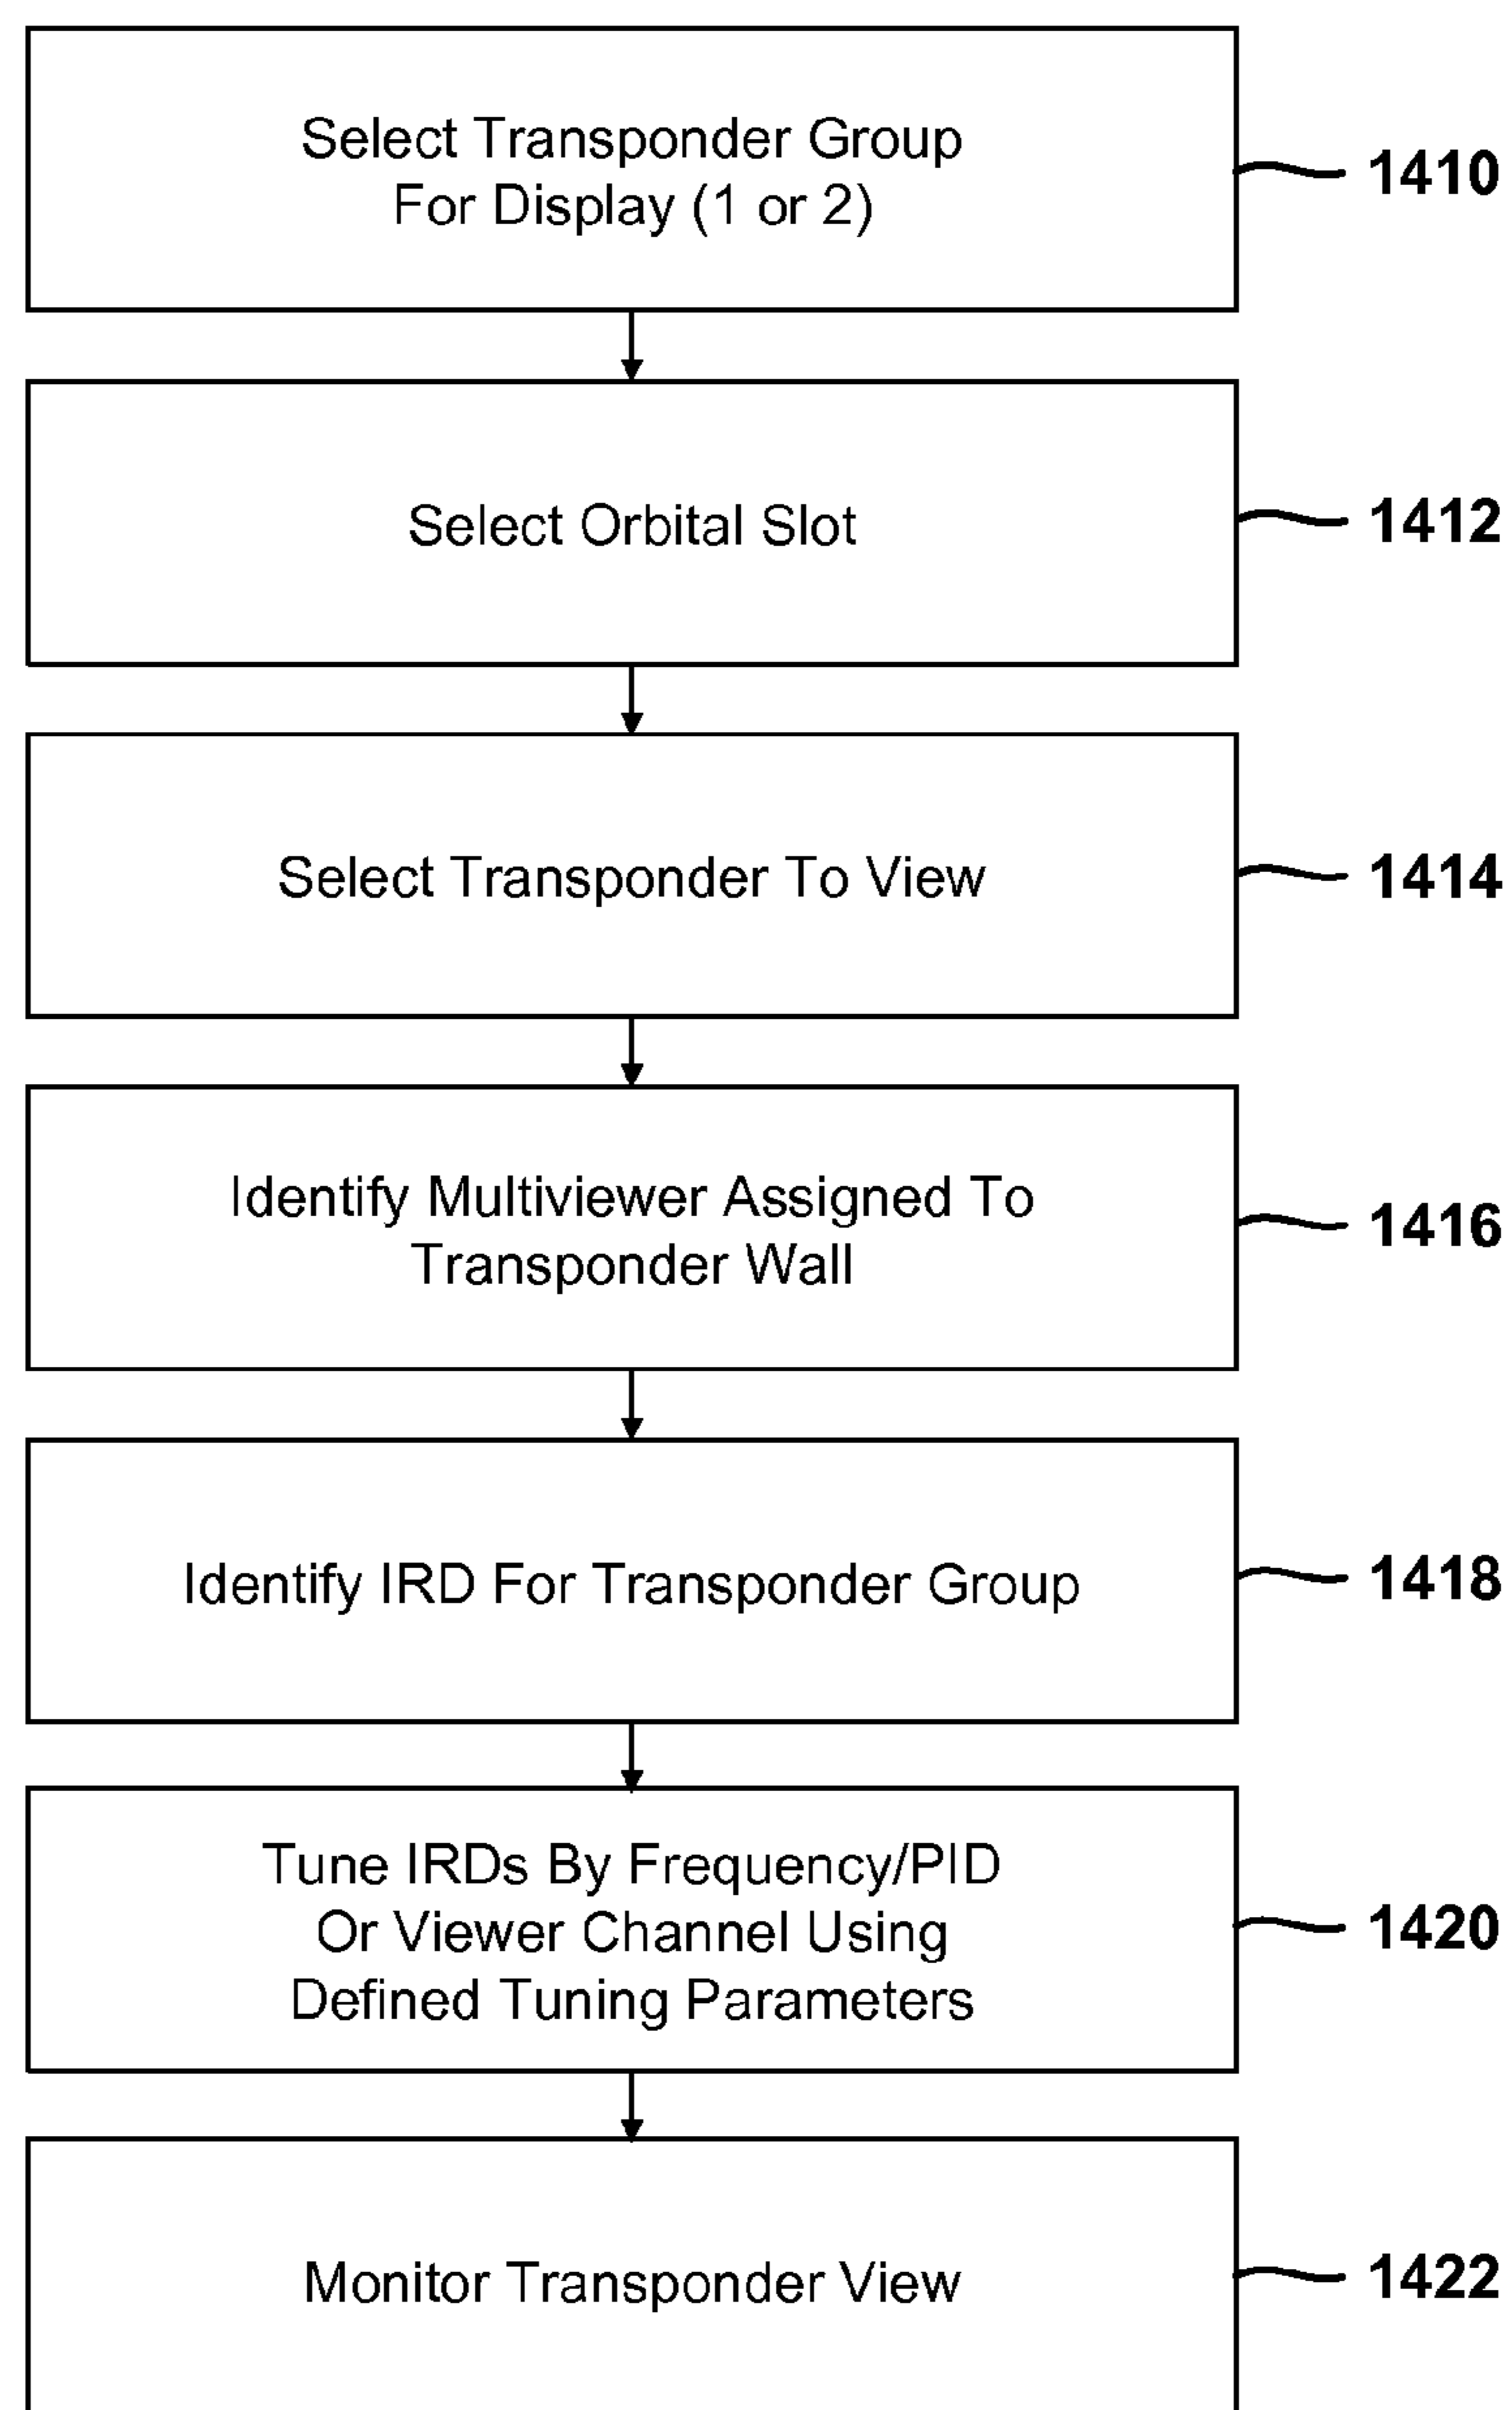 Select Transponder Group
For Display (1 or 2)
1410
Select Orbital Slot
1412
Select Transponder To View
1414
Identify Multiviewer Assigned To
Transponder Wall
1416
Identify IRD For Transponder Group
1418
Tune IRDs By Frequency/PID
Or Viewer Channel Using
Defined Tuning Parameters
1420
Monitor Transponder View
1422